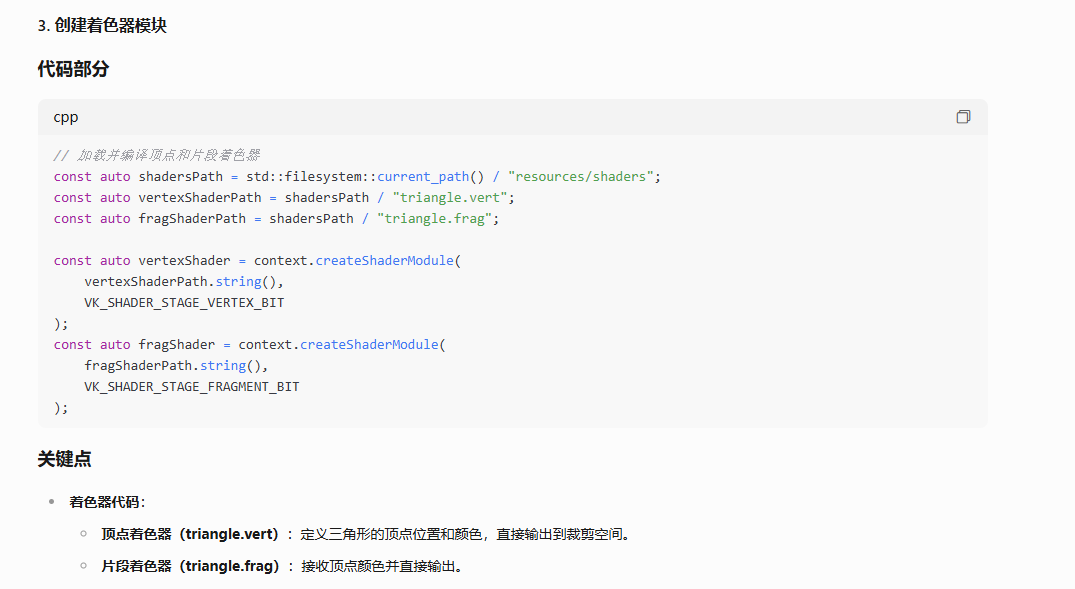 3. 创建着色器模块
代码部分
cpp
// 加载并编译顶点和片段着色器
const auto shadersPath = std::filesystem::current_path() / "resources/shaders";
const auto vertexShaderPath = shadersPath / "triangle.vert";
const auto fragShaderPath = shadersPath / "triangle.frag";

const auto vertexShader = context.createShaderModule(
    vertexShaderPath.string(),
    VK_SHADER_STAGE_VERTEX_BIT
);
const auto fragShader = context.createShaderModule(
    fragShaderPath.string(),
    VK_SHADER_STAGE_FRAGMENT_BIT
);
关键点
• 着色器代码：
○ 顶点着色器（triangle.vert）：定义三角形的顶点位置和颜色，直接输出到裁剪空间。
○ 片段着色器（triangle.frag）：接收顶点颜色并直接输出。